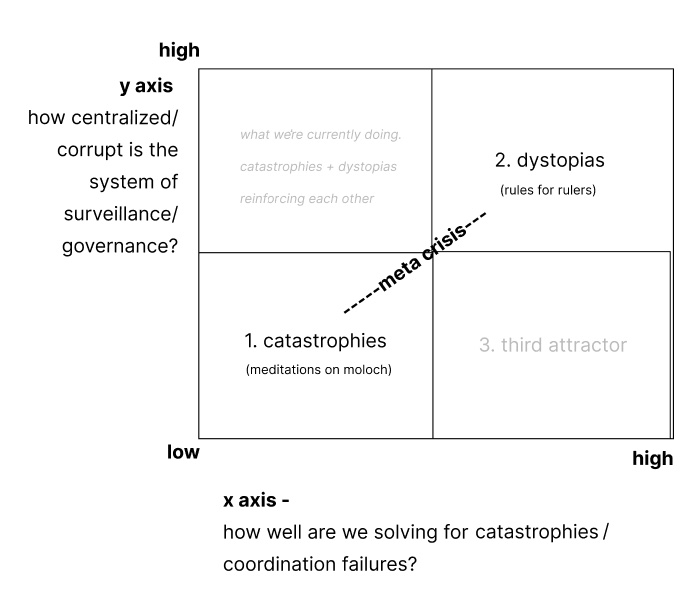 high
y axis
how centralized/
corrupt is the
system of
surveillance/
governance?
what we're currently doing.
catastrophies + dystopias
reinforcing each other
2. dystopias
(rules for rulers)
meta crisis
1. catastrophies
(meditations on moloch)
3. third attractor
low
high
x axis -
how well are we solving for catastrophies /
coordination failures?